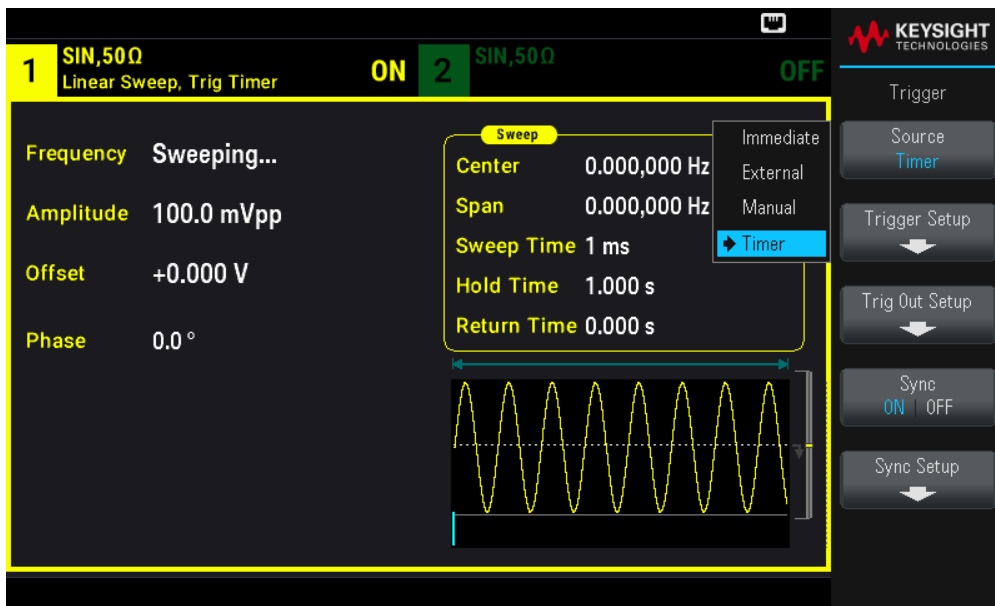 KEYSIGHT
TECHNOLOGIES
1
SIN,50Ω
Linear Sweep, Trig Timer
ON
2
SIN,50Ω
OFF
Trigger
Frequency Sweeping...
Amplitude 100.0 mVpp
Offset +0.000 V
Phase 0.0 °
Sweep
Center 0.000,000 Hz
Span 0.000,000 Hz
Sweep Time 1 ms
Hold Time 1.000 s
Return Time 0.000 s
Immediate
External
Manual
Timer
Source
Timer
Trigger Setup
Trig Out Setup
Sync
ON | OFF
Sync Setup